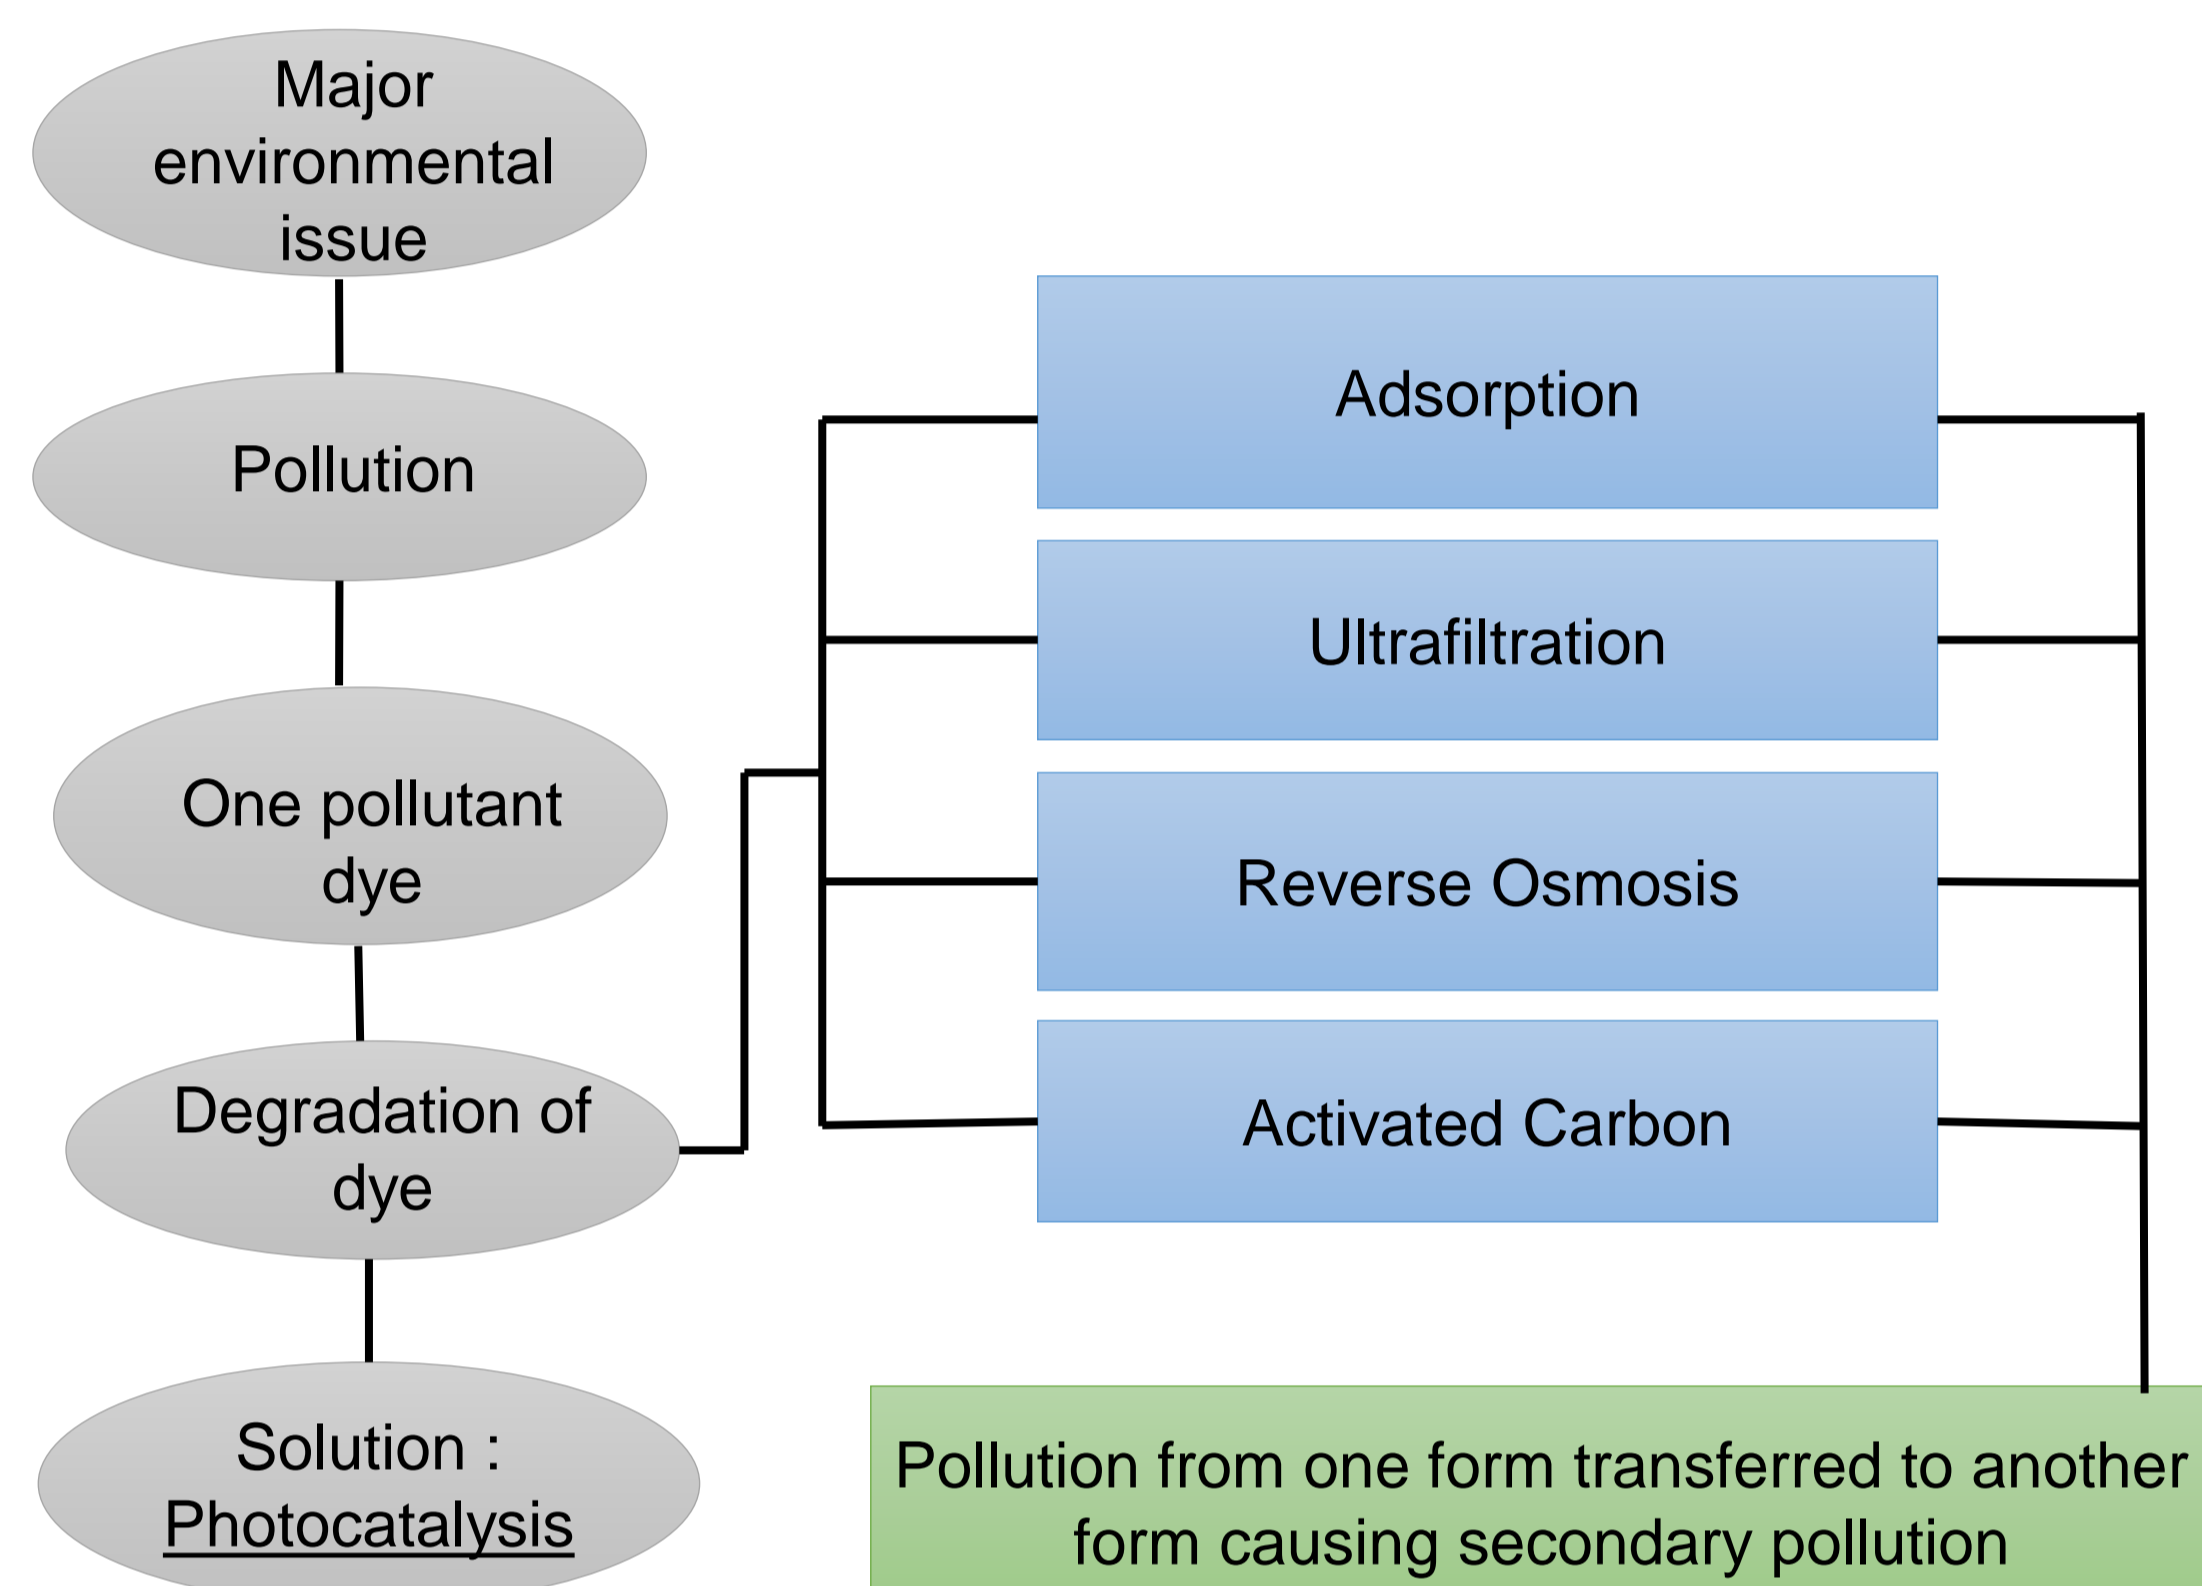 Major
environmental
issue
Pollution
One pollutant
dye
Degradation of
dye
Solution :
Photocatalysis
Adsorption
Ultrafiltration
Reverse Osmosis
Activated Carbon
Pollution from one form transferred to another
form causing secondary pollution